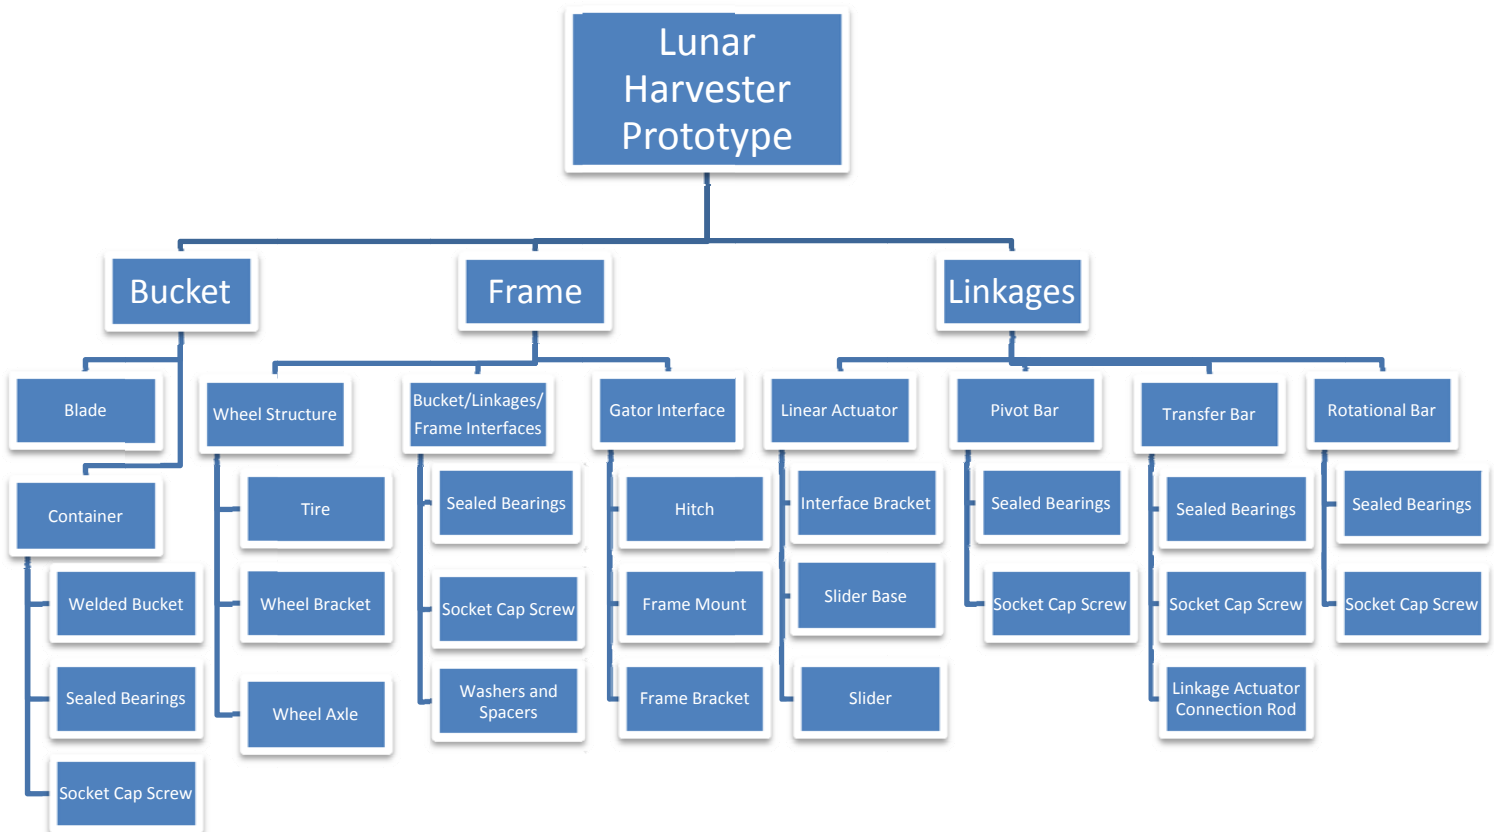 Lunar
Harvester
Prototype
Bucket
Frame
Linkages
Blade
Container
Welded Bucket
Sealed Bearings
Socket Cap Screw
Wheel Structure
Tire
Wheel Bracket
Wheel Axle
Bucket/Linkages/
Frame Interfaces
Sealed Bearings
Socket Cap Screw
Washers and
Spacers
Gator Interface
Hitch
Frame Mount
Frame Bracket
Linear Actuator
Interface Bracket
Slider Base
Slider
Pivot Bar
Sealed Bearings
Socket Cap Screw
Transfer Bar
Sealed Bearings
Socket Cap Screw
Linkage Actuator
Connection Rod
Rotational Bar
Sealed Bearings
Socket Cap Screw